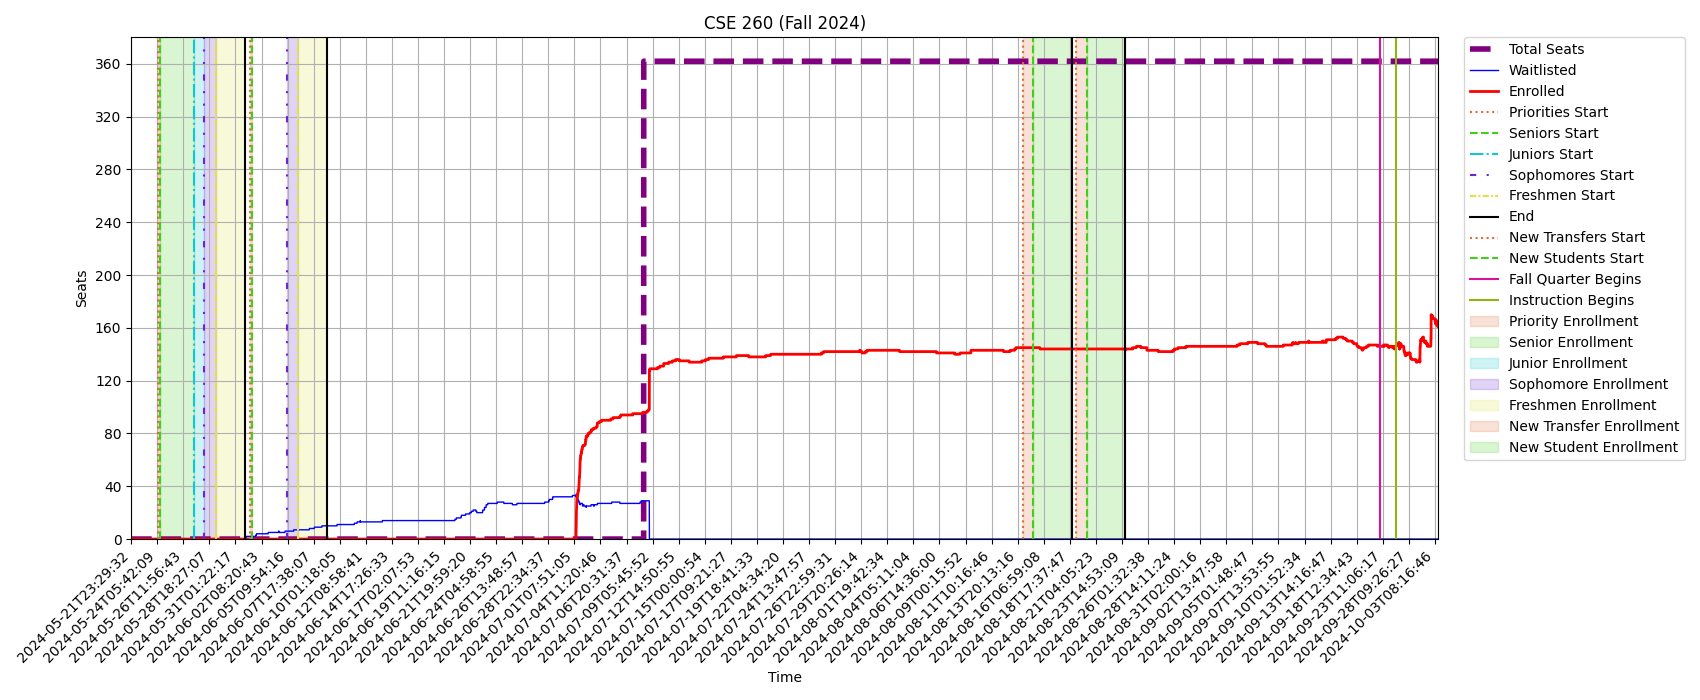 CSE 260 (Fall 2024)
Seats
360
320
280
240
200
160
120
80
40
0
2024-05-21T23:29:32
2024-05-24T05:42:09
2024-05-26T11:56:43
2024-05-28T18:27:07
2024-05-31T01:22:17
2024-06-02T08:20:43
2024-06-05T09:54:16
2024-06-07T17:38:07
2024-06-10T01:18:05
2024-06-12T08:58:41
2024-06-14T17:26:33
2024-06-17T02:07:53
2024-06-19T11:16:15
2024-06-21T19:59:20
2024-06-24T04:58:55
2024-06-26T13:48:57
2024-06-28T22:34:37
2024-07-01T07:51:05
2024-07-04T11:20:46
2024-07-06T20:31:37
2024-07-09T05:45:52
2024-07-12T14:50:55
2024-07-15T00:00:54
2024-07-17T09:21:27
2024-07-19T18:41:33
2024-07-22T04:34:20
2024-07-24T13:47:57
2024-07-26T22:59:31
2024-07-29T20:26:14
2024-08-01T19:42:34
2024-08-04T05:11:04
2024-08-06T14:36:00
2024-08-09T00:15:52
2024-08-11T10:16:46
2024-08-13T20:13:16
2024-08-16T06:59:08
2024-08-18T17:37:47
2024-08-21T04:05:23
2024-08-23T14:53:09
2024-08-26T01:32:38
2024-08-28T14:11:24
2024-08-31T02:00:16
2024-09-02T13:47:58
2024-09-05T01:48:47
2024-09-07T13:53:55
2024-09-10T01:52:34
2024-09-13T14:16:47
2024-09-18T12:34:43
2024-09-23T11:06:17
2024-09-28T09:26:27
2024-10-03T08:16:46
Time
Total Seats
Waitlisted
Enrolled
Priorities Start
Seniors Start
Juniors Start
Sophomores Start
Freshmen Start
End
New Transfers Start
New Students Start
Fall Quarter Begins
Instruction Begins
Priority Enrollment
Senior Enrollment
Junior Enrollment
Sophomore Enrollment
Freshmen Enrollment
New Transfer Enrollment
New Student Enrollment